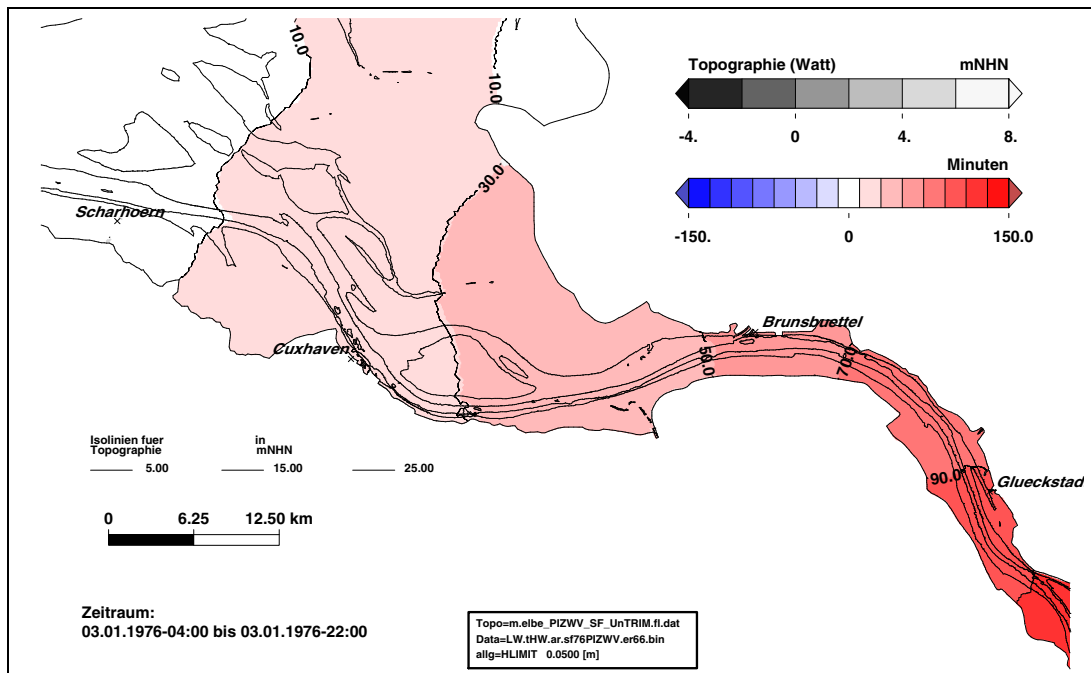 10.0
10.0
30.0
50.0
70.0
90.0
Topographie (Watt) mNHN
-4. 0 4. 8.
Minuten
-150. 0 150.0
Scharhoern
Cuxhaven
Brunsbuettel
Glueckstad
Isolinien fuer in
Topographie mNHN
5.00 15.00 25.00
0 6.25 12.50 km
Zeitraum:
03.01.1976-04:00 bis 03.01.1976-22:00
Topo=m.elbe_PIZWV_SF_UnTRIM.fl.dat
Data=LW.tHW.ar.sf76PIZWV.er66.bin
allg=HLIMIT 0.0500 [m]